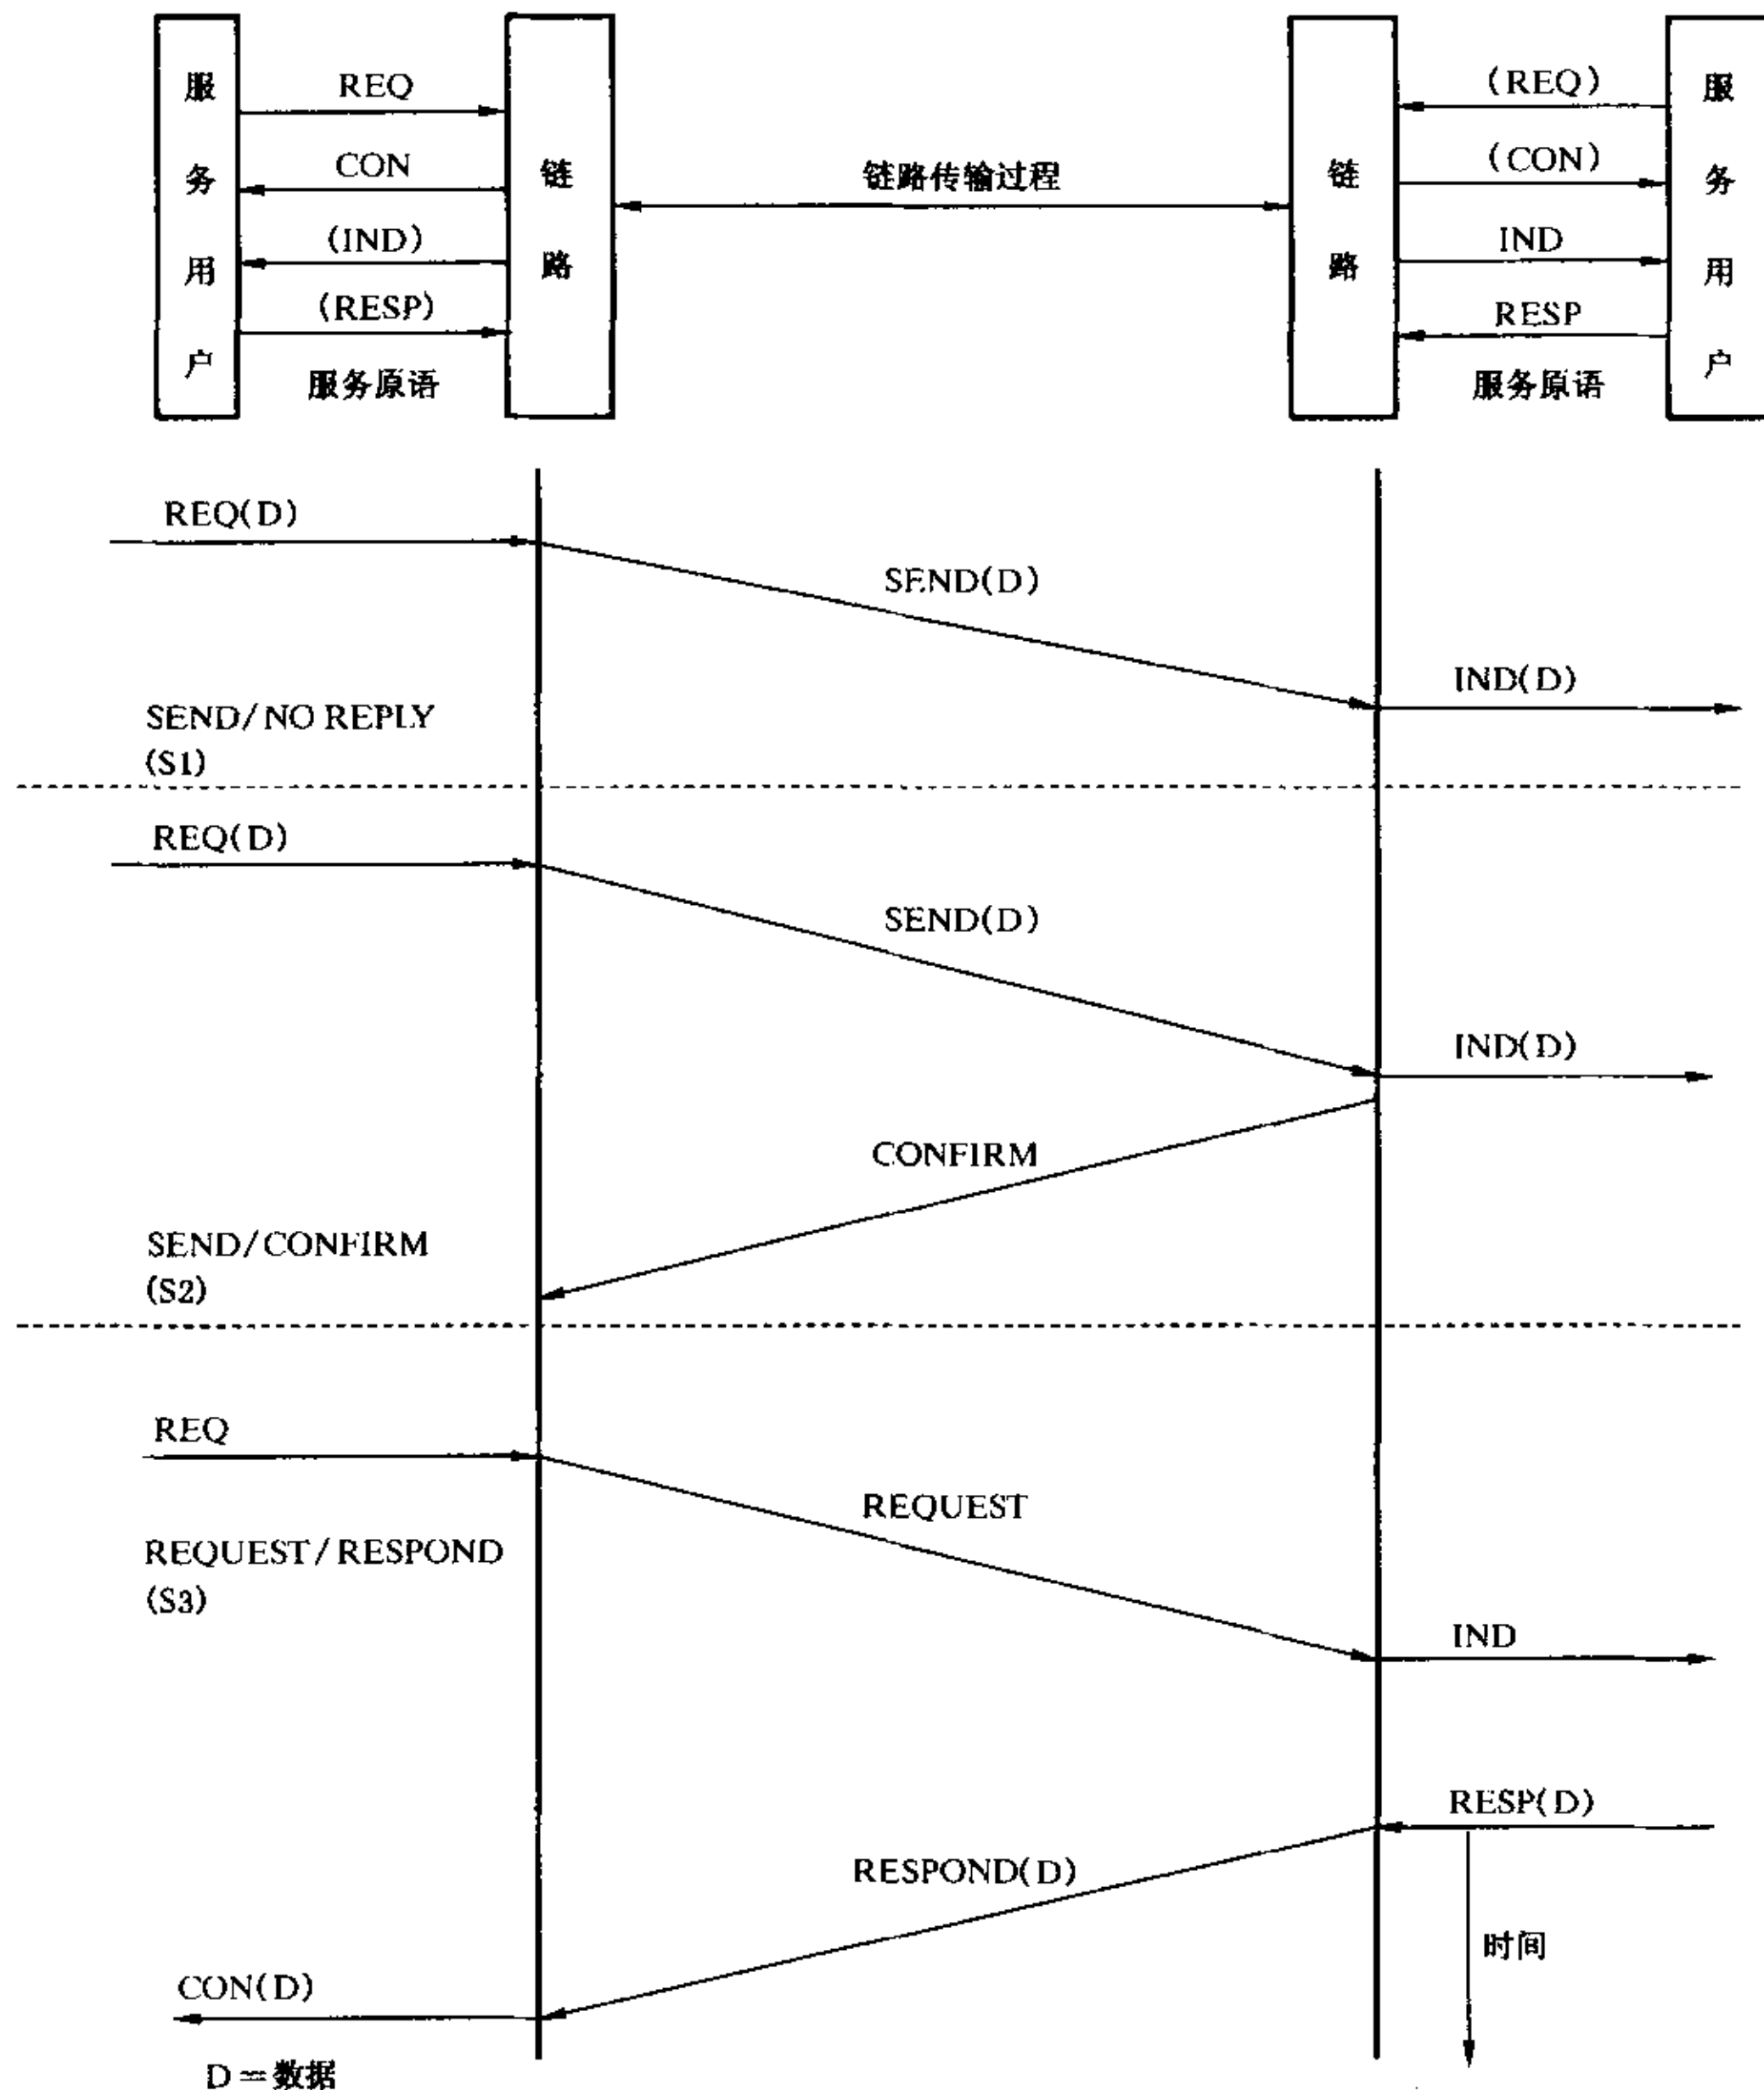 服务用户
REQ
CON
(IND)
(RESP)
服务原语
链路
链路传输过程
链路
(REQ)
(CON)
IND
RESP
服务原语
服务用户
REQ(D)
SEND(D)
IND(D)
SEND/NO REPLY
(S1)
REQ(D)
SEND(D)
IND(D)
CONFIRM
SEND/CONFIRM
(S2)
REQ
REQUEST
REQUEST/RESPOND
(S3)
IND
RESP(D)
RESPOND(D)
时间
CON(D)
D=数据